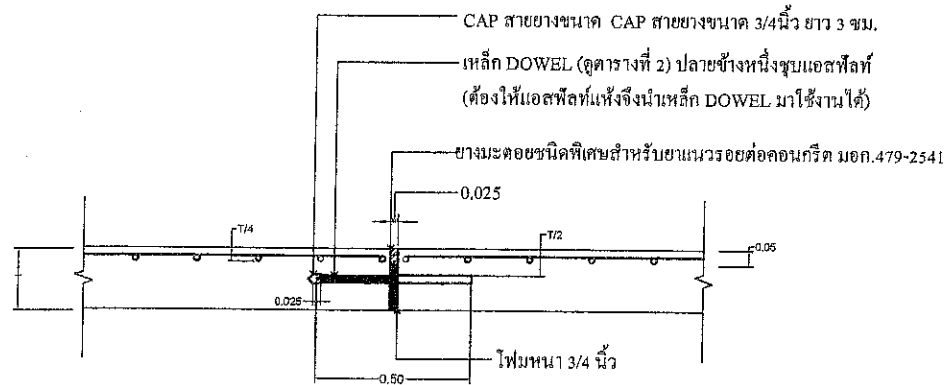 CAP สายยางขนาด CAP สายยางขนาด 3/4นิ้ว ยาว 3 ซม.
เหล็ก DOWEL (ดูตารางที่ 2) ปลายข้างหนึ่งชุบแอสฟัลท์
(ต้องให้แอสฟัลท์แห้งจึงนำเหล็ก DOWEL มาใช้งานได้)
ยางมะตอยชนิดพิเศษสำหรับยาแนวรอยต่อคอนกรีต มอก.479-2541
0.025
T/4
T/2
0.05
0.025
โฟมหนา 3/4 นิ้ว
0.50